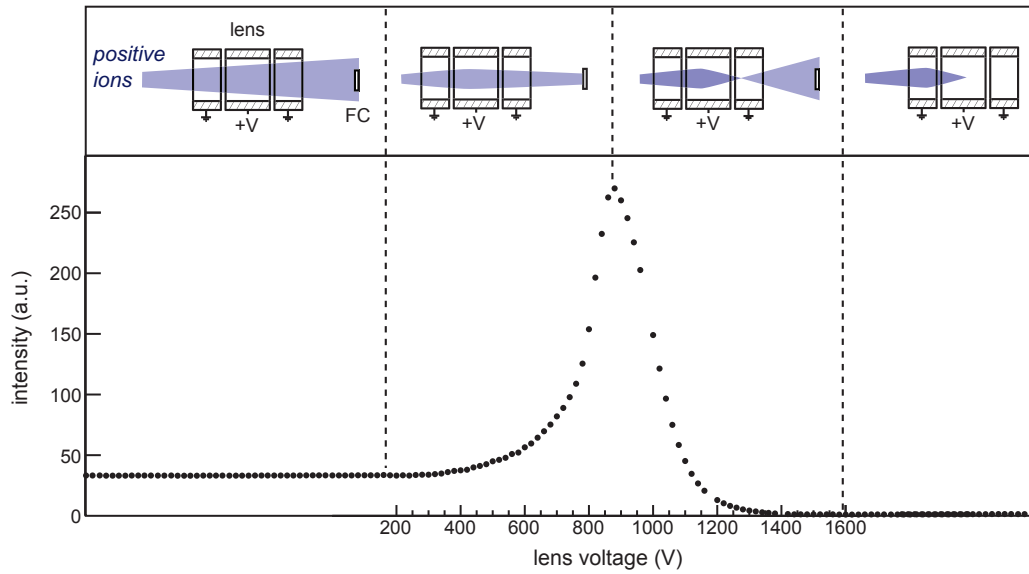 lens
positive
ions
FC
+V
+V
+V
+V
intensity (a.u.)
250
200
150
100
50
0
200 400 600 800 1000 1200 1400 1600
lens voltage (V)